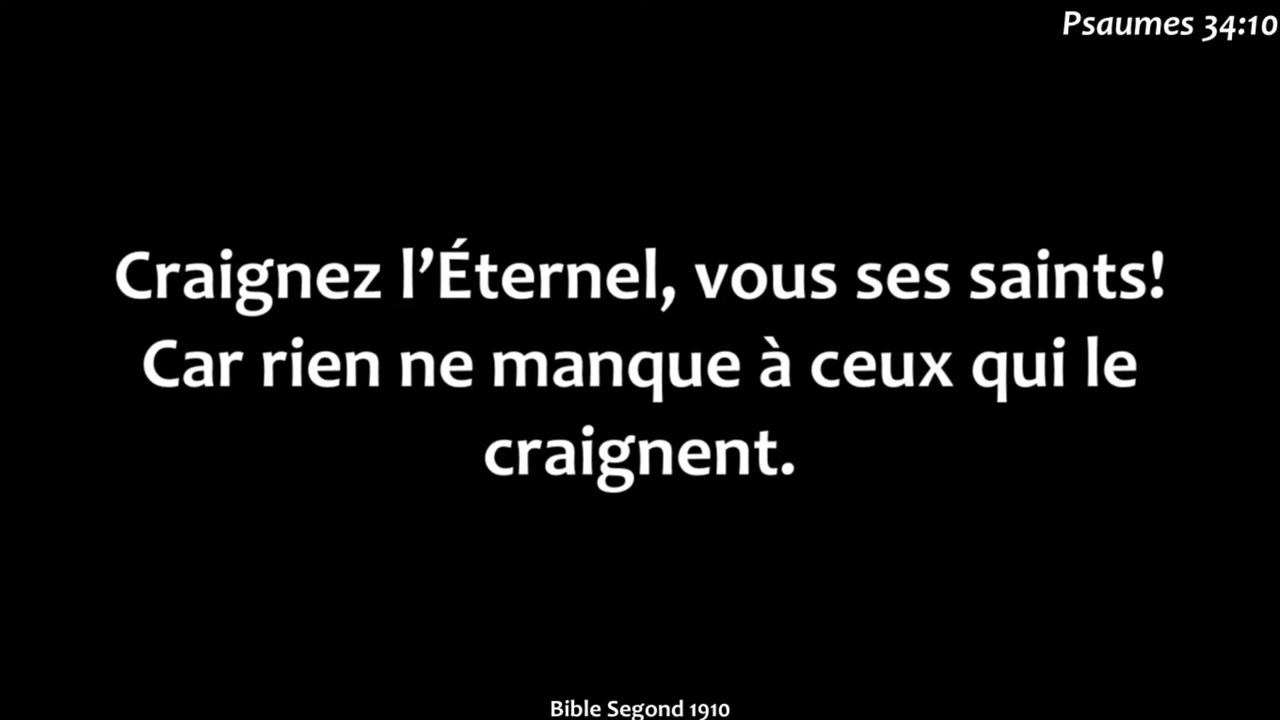 Psaumes 34:10
Craignez l’Éternel, vous ses saints!
Car rien ne manque à ceux qui le
craignent.
Bible Segond 1910